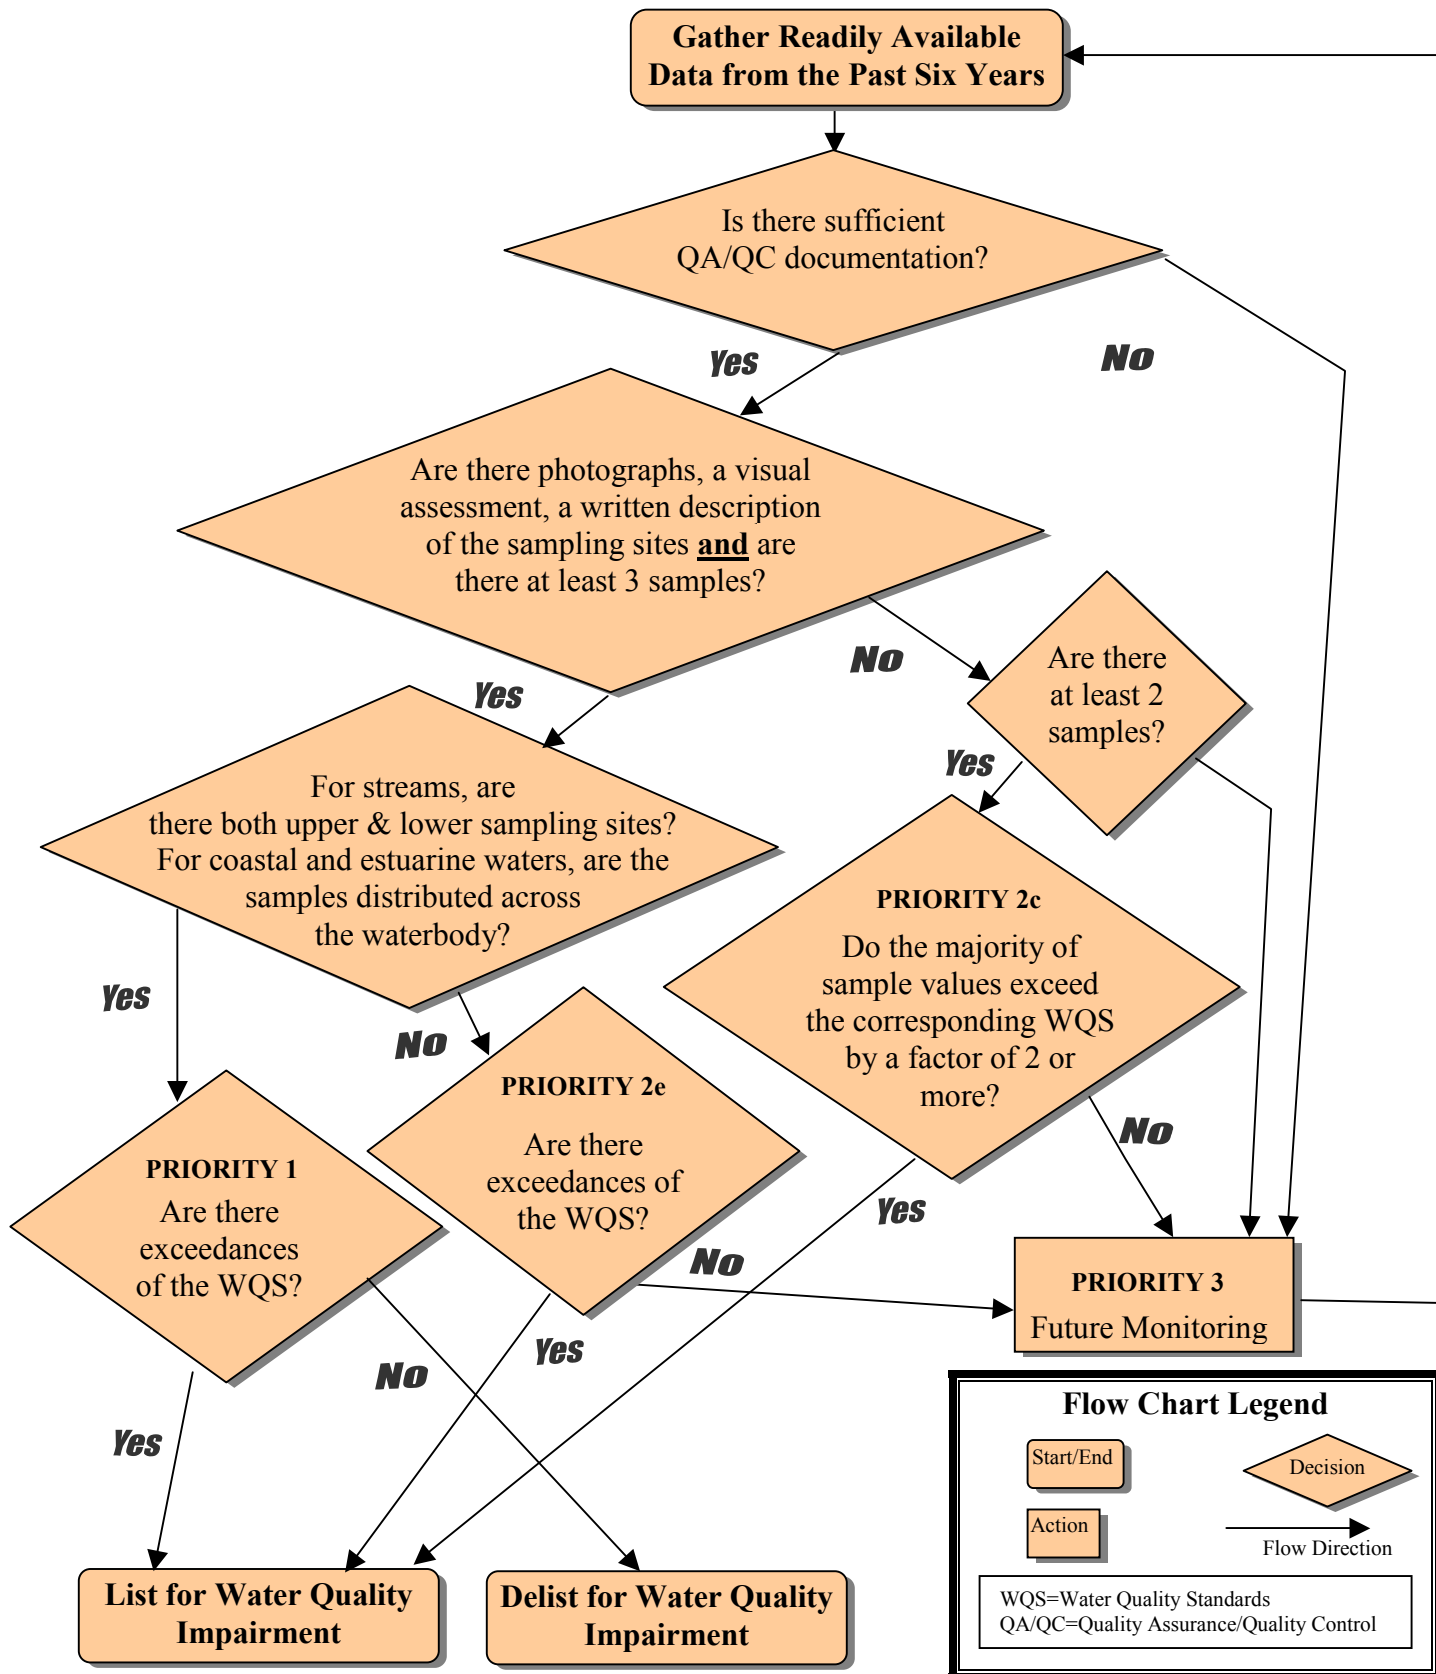 Gather Readily Available
Data from the Past Six Years
Is there sufficient
QA/QC documentation?
Yes
No
Are there photographs, a visual
assessment, a written description
of the sampling sites and are
there at least 3 samples?
No
Yes
Are there
at least 2
samples?
Yes
For streams, are
there both upper & lower sampling sites?
For coastal and estuarine waters, are the
samples distributed across
the waterbody?
Yes
No
PRIORITY 2c
Do the majority of
sample values exceed
the corresponding WQS
by a factor of 2 or
more?
No
Yes
PRIORITY 2e
Are there
exceedances of
the WQS?
No
Yes
PRIORITY 1
Are there
exceedances
of the WQS?
No
Yes
PRIORITY 3
Future Monitoring
List for Water Quality
Impairment
Delist for Water Quality
Impairment
Flow Chart Legend
Start/End
Decision
Action
Flow Direction
WQS=Water Quality Standards
QA/QC=Quality Assurance/Quality Control